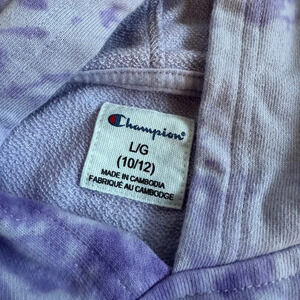 Champion
L/G
(10/12)
MADE IN CAMBODIA
FABRIQUÉ AU CAMBODGE